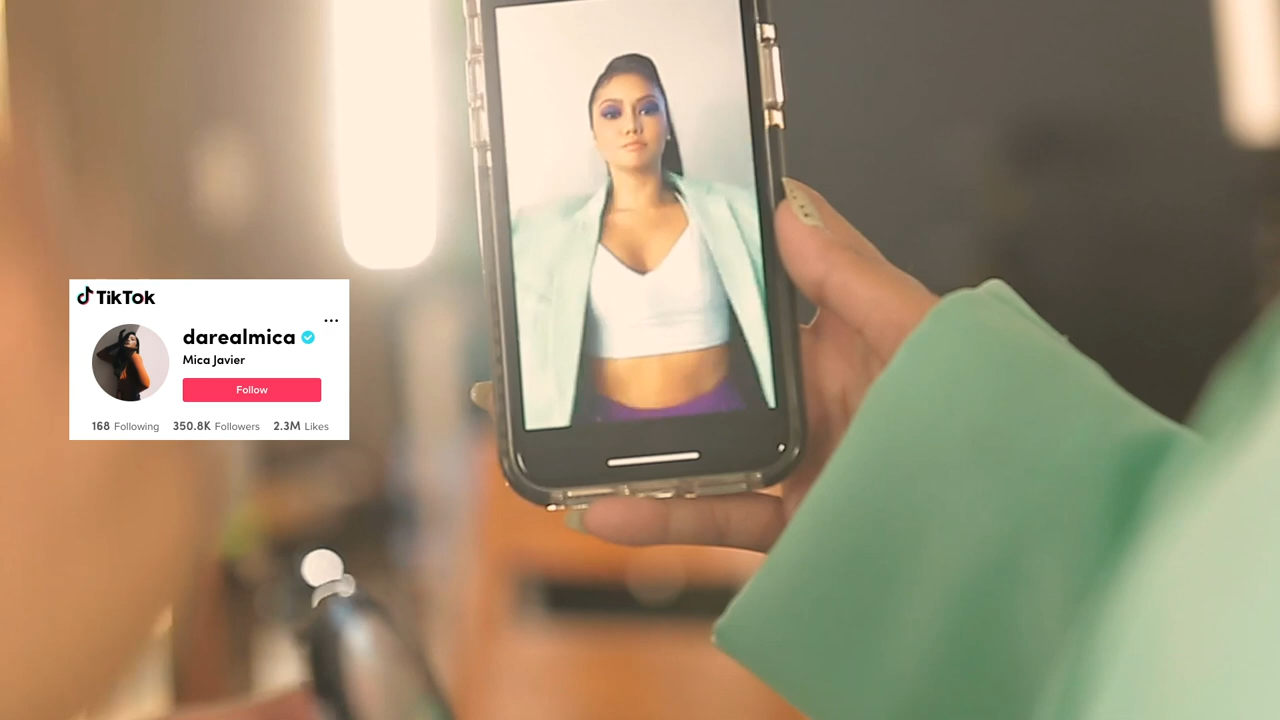 TikTok
...
darealmica
Mica Javier
Follow
168 Following 350.8K Followers 2.3M Likes